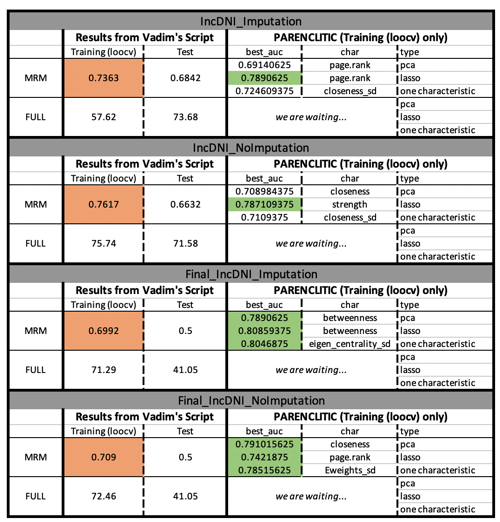 IncDNI_Imputation
Results from Vadim's Script PARENCLITIC (Training (loocv) only)
Training (loocv) Test best_auc char type
MRM 0.7363 0.6842 0.69140625 page.rank pca
0.7890625 page.rank lasso
0.724609375 closeness_sd one characteristic
FULL 57.62 73.68 we are waiting... pca
lasso
one characteristic
IncDNI_NoImputation
Results from Vadim's Script PARENCLITIC (Training (loocv) only)
Training (loocv) Test best_auc char type
MRM 0.7617 0.6632 0.708984375 closeness pca
0.787109375 strength lasso
0.7109375 closeness_sd one characteristic
FULL 75.74 71.58 we are waiting... pca
lasso
one characteristic
Final_IncDNI_Imputation
Results from Vadim's Script PARENCLITIC (Training (loocv) only)
Training (loocv) Test best_auc char type
MRM 0.6992 0.5 0.7890625 betweenness pca
0.80859375 betweenness lasso
0.8046875 eigen_centrality_sd one characteristic
FULL 71.29 41.05 we are waiting... pca
lasso
one characteristic
Final_IncDNI_NoImputation
Results from Vadim's Script PARENCLITIC (Training (loocv) only)
Training (loocv) Test best_auc char type
MRM 0.709 0.5 0.791015625 closeness pca
0.7421875 page.rank lasso
0.78515625 Eweights_sd one characteristic
FULL 72.46 41.05 we are waiting... pca
lasso
one characteristic